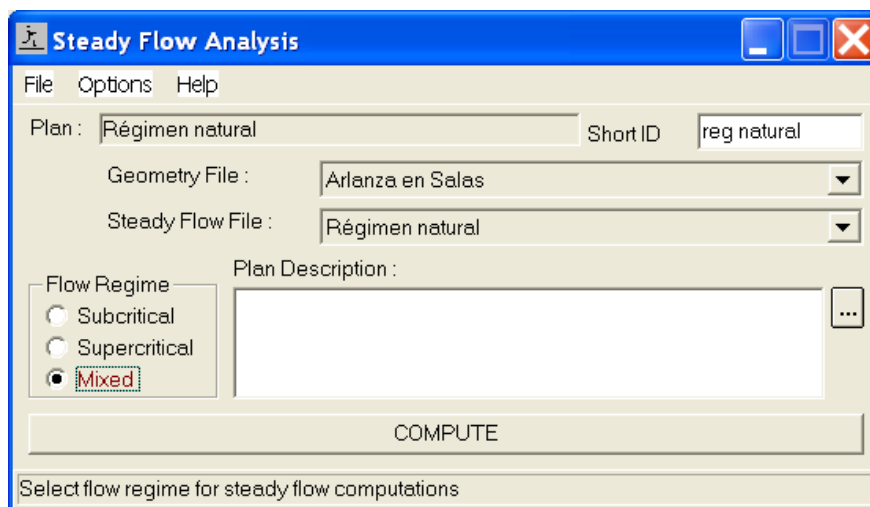 Steady Flow Analysis
File Options Help
Plan : Régimen natural Short ID reg natural
Geometry File : Arlanza en Salas
Steady Flow File : Régimen natural
Plan Description :
Flow Regime
Subcritical
Supercritical
Mixed
...
COMPUTE
Select flow regime for steady flow computations